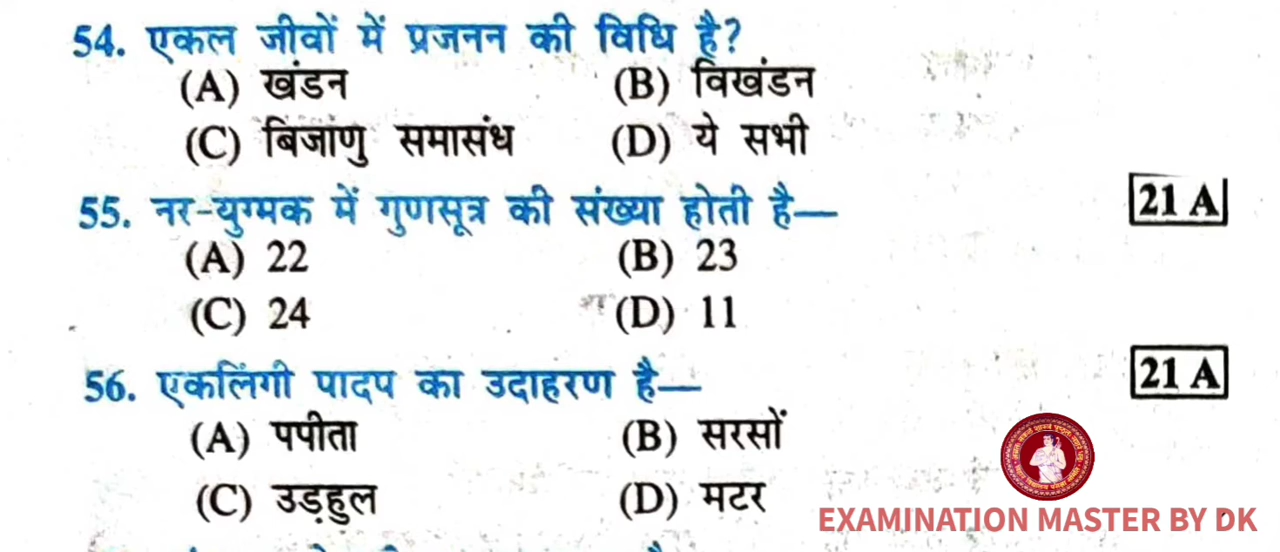 54. एकल जीवों में प्रजनन की विधि है?
(A) खंडन (B) विखंडन
(C) बिजाणु समासंध (D) ये सभी
55. नर-युग्मक में गुणसूत्र की संख्या होती है— 21 A
(A) 22 (B) 23
(C) 24 (D) 11
56. एकलिंगी पादप का उदाहरण है— 21 A
(A) पपीता (B) सरसों
(C) उड़हुल (D) मटर
EXAMINATION MASTER BY DK